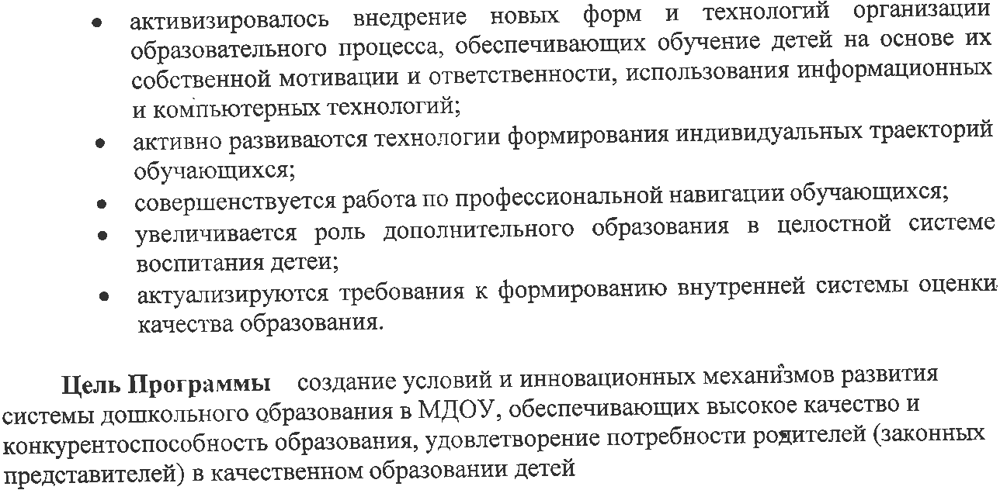 • активизировалось внедрение новых форм и технологий организации
образовательного процесса, обеспечивающих обучение детей на основе их
собственной мотивации и ответственности, использования информационных
и компьютерных технологий;
• активно развиваются технологии формирования индивидуальных траекторий
обучающихся;
• совершенствуется работа по профессиональной навигации обучающихся;
• увеличивается роль дополнительного образования в целостной системе
воспитания детеи;
• актуализируются требования к формированию внутренней системы оценки
качества образования.
Цель Программы создание условий и инновационных механизмов развития
системы дошкольного образования в МДОУ, обеспечивающих высокое качество и
конкурентоспособность образования, удовлетворение потребности родителей (законных
представителей) в качественном образовании детей